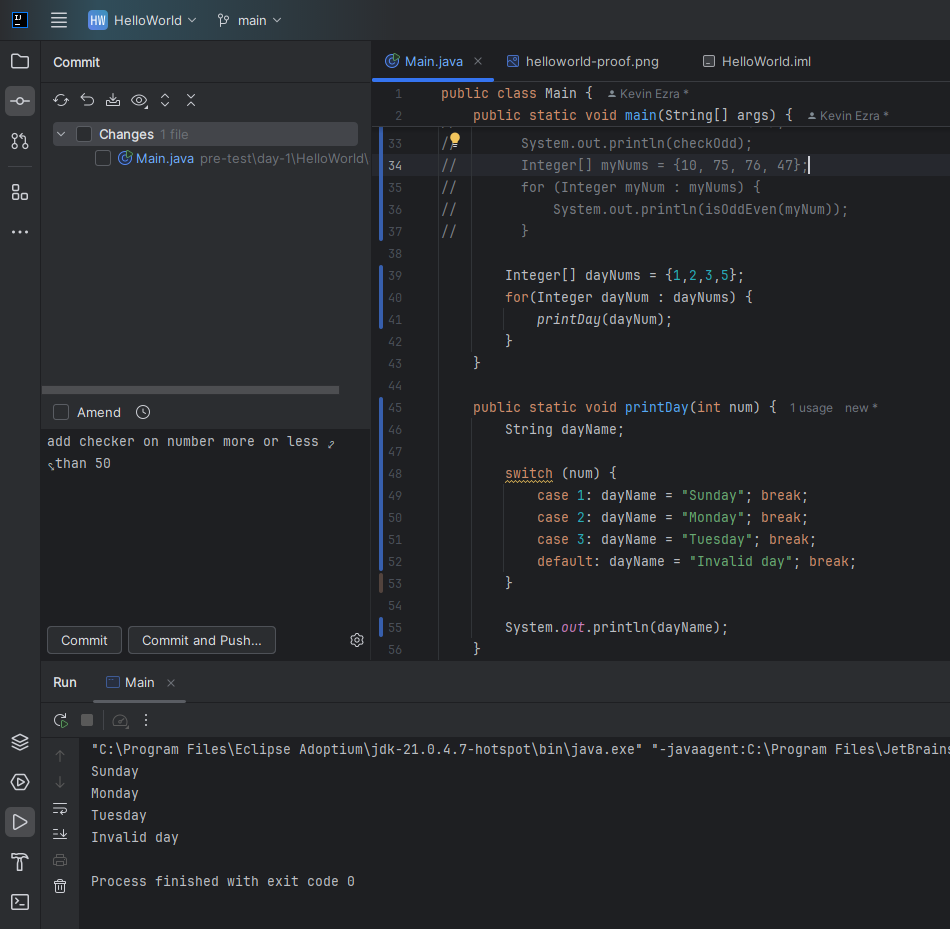 HW HelloWorld main
Commit
Main.java helloworld-proof.png HelloWorld.iml
Changes 1 file
Main.java pre-test\day-1\HelloWorld\
Amend
add checker on number more or less
than 50
Commit Commit and Push...
1 public class Main { Kevin Ezra *
2 public static void main(String[] args) { Kevin Ezra *
33 // System.out.println(checkOdd);
34 // Integer[] myNums = {10, 75, 76, 47};
35 // for (Integer myNum : myNums) {
36 // System.out.println(isOddEven(myNum));
37 // }
38
39 Integer[] dayNums = {1,2,3,5};
40 for(Integer dayNum : dayNums) {
41 printDay(dayNum);
42 }
43 }
44
45 public static void printDay(int num) { 1 usage new *
46 String dayName;
47
48 switch (num) {
49 case 1: dayName = "Sunday"; break;
50 case 2: dayName = "Monday"; break;
51 case 3: dayName = "Tuesday"; break;
52 default: dayName = "Invalid day"; break;
53 }
54
55 System.out.println(dayName);
56 }
Run Main
"C:\Program Files\Eclipse Adoptium\jdk-21.0.4.7-hotspot\bin\java.exe" "-javaagent:C:\Program Files\JetBrains
Sunday
Monday
Tuesday
Invalid day
Process finished with exit code 0